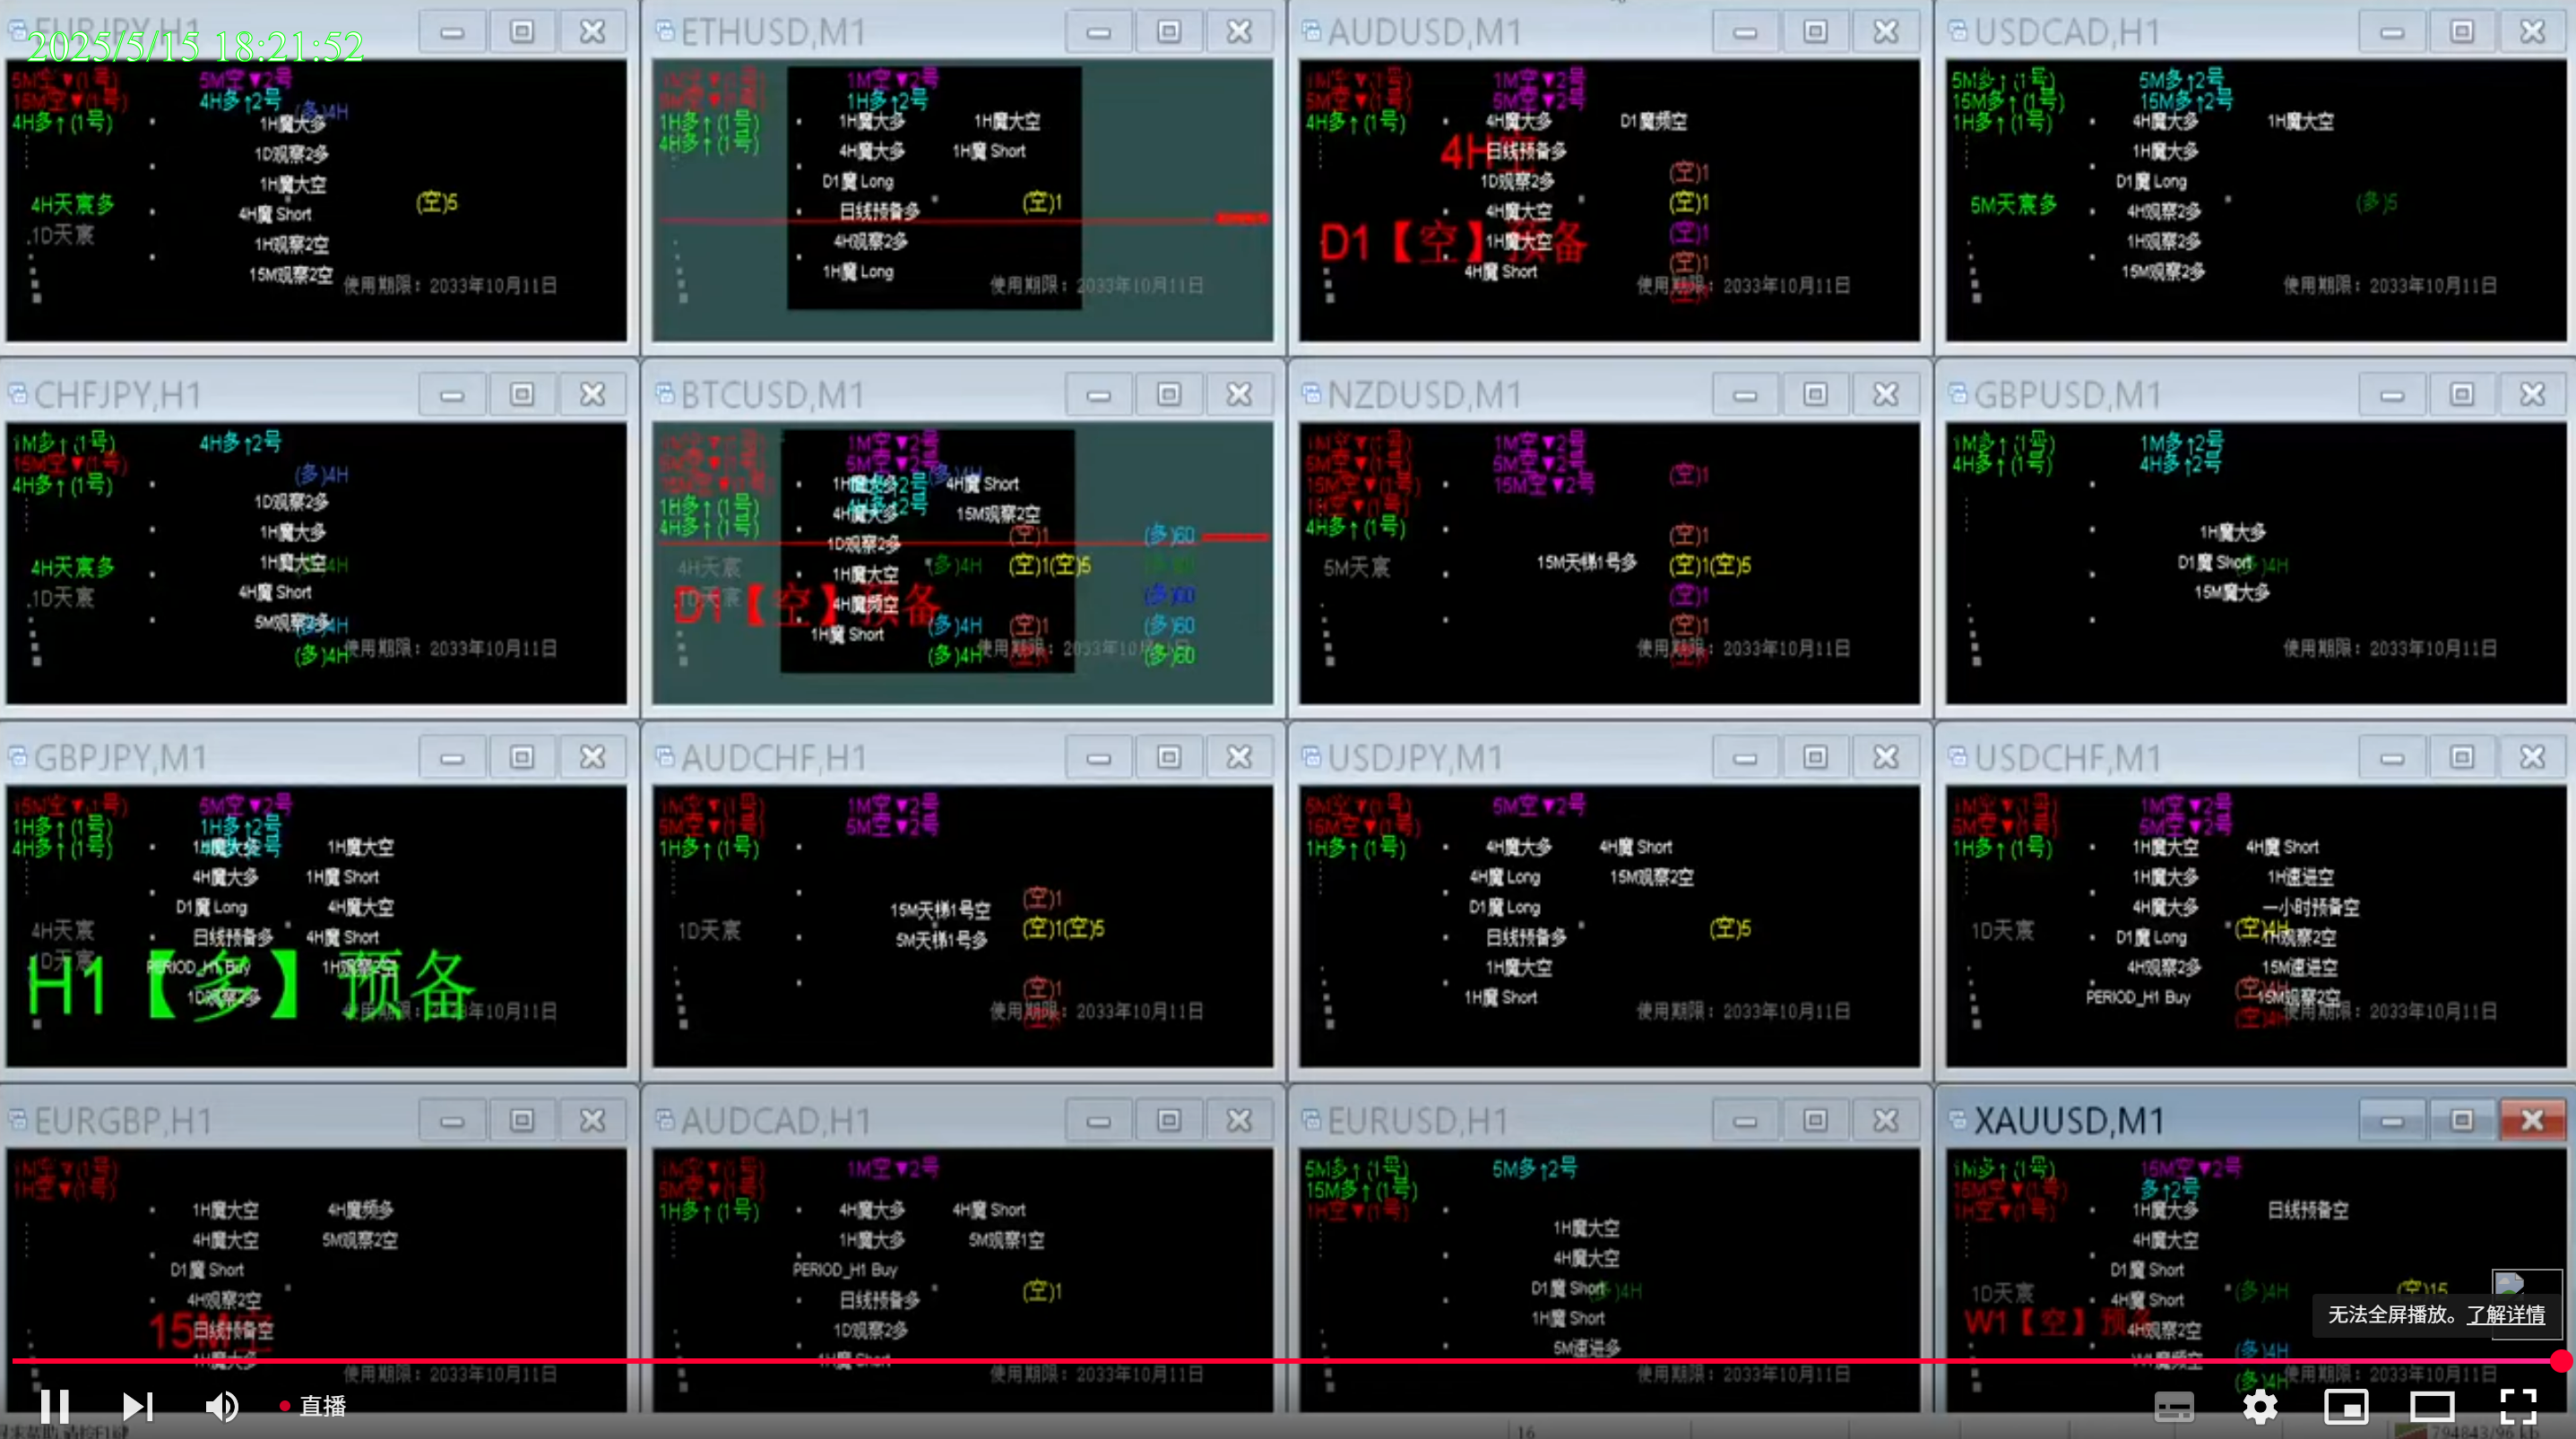 EURJPY,H1
2025/5/15 18:21:52
5M空▼(1号)
15M空▼(1号)
4H多↑(1号)
5M空▼2号
4H多↑2号
(多)4H
1H魔大多
1D观察2多
1H魔大空
4H魔 Short
1H观察2空
15M观察2空
4H天宸多
1D天宸
(空)5
使用期限：2033年10月11日
ETHUSD,M1
1H多↑(1号)
4H多↑(1号)
1M空▼2号
1H多↑2号
1H魔大多
4H魔大多
D1魔 Long
日线预备多
4H观察2多
1H魔 Long
1H魔大空
1H魔 Short
(空)1
使用期限：2033年10月11日
AUDUSD,M1
1M空▼(1号)
5M空▼(1号)
4H多↑(1号)
1M空▼2号
5M空▼2号
4H魔大多
日线预备多
1D观察2多
4H魔大空
1H魔大空
4H魔 Short
D1魔频空
4H空
D1【空】预备
(空)1
(空)1
(空)1
(空)1
使用期限：2033年10月11日
USDCAD,H1
5M多↑(1号)
15M多↑(1号)
1H多↑(1号)
5M多↑2号
15M多↑2号
4H魔大多
1H魔大多
D1魔 Long
4H观察2多
1H观察2多
15M观察2多
1H魔大空
5M天宸多
(多)5
使用期限：2033年10月11日
CHFJPY,H1
1M多↑(1号)
15M空▼(1号)
4H多↑(1号)
4H多↑2号
(多)4H
1D观察2多
1H魔大多
1H魔大空
4H魔 Short
5M观察2多
4H天宸多
1D天宸
(多)4H
使用期限：2033年10月11日
BTCUSD,M1
1M空▼(1号)
5M空▼(1号)
15M空▼(1号)
1H多↑(1号)
4H多↑(1号)
1M空▼2号
5M空▼2号
1H魔大多
4H魔大多
1D观察2多
1H魔大空
4H魔频空
1H魔 Short
4H魔 Short
15M观察2空
4H天宸
1D天宸
D1【空】预备
(多)4H
(空)1
(空)1(空)5
(多)60
(多)60
(多)4H
(空)1
(多)60
(多)4H
(多)60
NZDUSD,M1
1M空▼(1号)
5M空▼(1号)
15M空▼(1号)
1H空▼(1号)
4H多↑(1号)
1M空▼2号
5M空▼2号
15M空▼2号
5M天宸
15M天梯1号多
(空)1
(空)1
(空)1(空)5
(空)1
(空)1
使用期限：2033年10月11日
GBPUSD,M1
1M多↑(1号)
4H多↑(1号)
1M多↑2号
4H多↑2号
1H魔大多
D1魔 Short
15M魔大多
使用期限：2033年10月11日
GBPJPY,M1
15M空▼(1号)
1H多↑(1号)
4H多↑(1号)
5M空▼2号
1H多↑2号
1H魔大多
4H魔大多
D1魔 Long
日线预备多
PERIOD_H1 Buy
1D观察2多
1H魔大空
1H魔 Short
4H魔大空
4H魔 Short
1H观察2空
4H天宸
1D天宸
H1【多】预备
AUDCHF,H1
1M空▼(1号)
5M空▼(1号)
1H多↑(1号)
1M空▼2号
5M空▼2号
1D天宸
15M天梯1号空
5M天梯1号多
(空)1
(空)1(空)5
(空)1
使用期限：2033年10月11日
USDJPY,M1
5M空▼(1号)
15M空▼(1号)
1H多↑(1号)
5M空▼2号
4H魔大多
4H魔 Long
D1魔 Long
日线预备多
1H魔大空
1H魔 Short
4H魔 Short
15M观察2空
(空)5
使用期限：2033年10月11日
USDCHF,M1
1M空▼(1号)
5M空▼(1号)
1H多↑(1号)
1M空▼2号
5M空▼2号
1H魔大空
1H魔大多
4H魔大多
D1魔 Long
4H观察2多
PERIOD_H1 Buy
4H魔 Short
1H速进空
一小时预备空
1H观察2空
15M速进空
15M观察2空
1D天宸
(空)4H
(空)4H
(空)4H
使用期限：2033年10月11日
EURGBP,H1
1M空▼(1号)
1H空▼(1号)
1H魔大空
4H魔大空
D1魔 Short
4H观察2空
日线预备空
1H魔大多
4H魔频多
5M观察2空
15M空
使用期限：2033年10月11日
AUDCAD,H1
1M空▼(1号)
5M空▼(1号)
1H多↑(1号)
1M空▼2号
4H魔大多
1H魔大多
PERIOD_H1 Buy
日线预备多
1D观察2多
1H魔 Short
4H魔 Short
5M观察1空
(空)1
使用期限：2033年10月11日
EURUSD,H1
5M多↑(1号)
15M多↑(1号)
1H空▼(1号)
5M多↑2号
1H魔大空
4H魔大空
D1魔 Short
1H魔 Short
5M速进多
使用期限：2033年10月11日
XAUUSD,M1
1M多↑(1号)
15M空▼(1号)
1H空▼(1号)
15M空▼2号
多↑2号
1H魔大多
4H魔大空
D1魔 Short
4H魔 Short
4H观察2空
日线预备空
1D天宸
W1【空】预
(多)4H
(空)15
(多)4H
(多)4H
使用期限：2033年10月11日
无法全屏播放。了解详情
直播
16
794843/96 kb